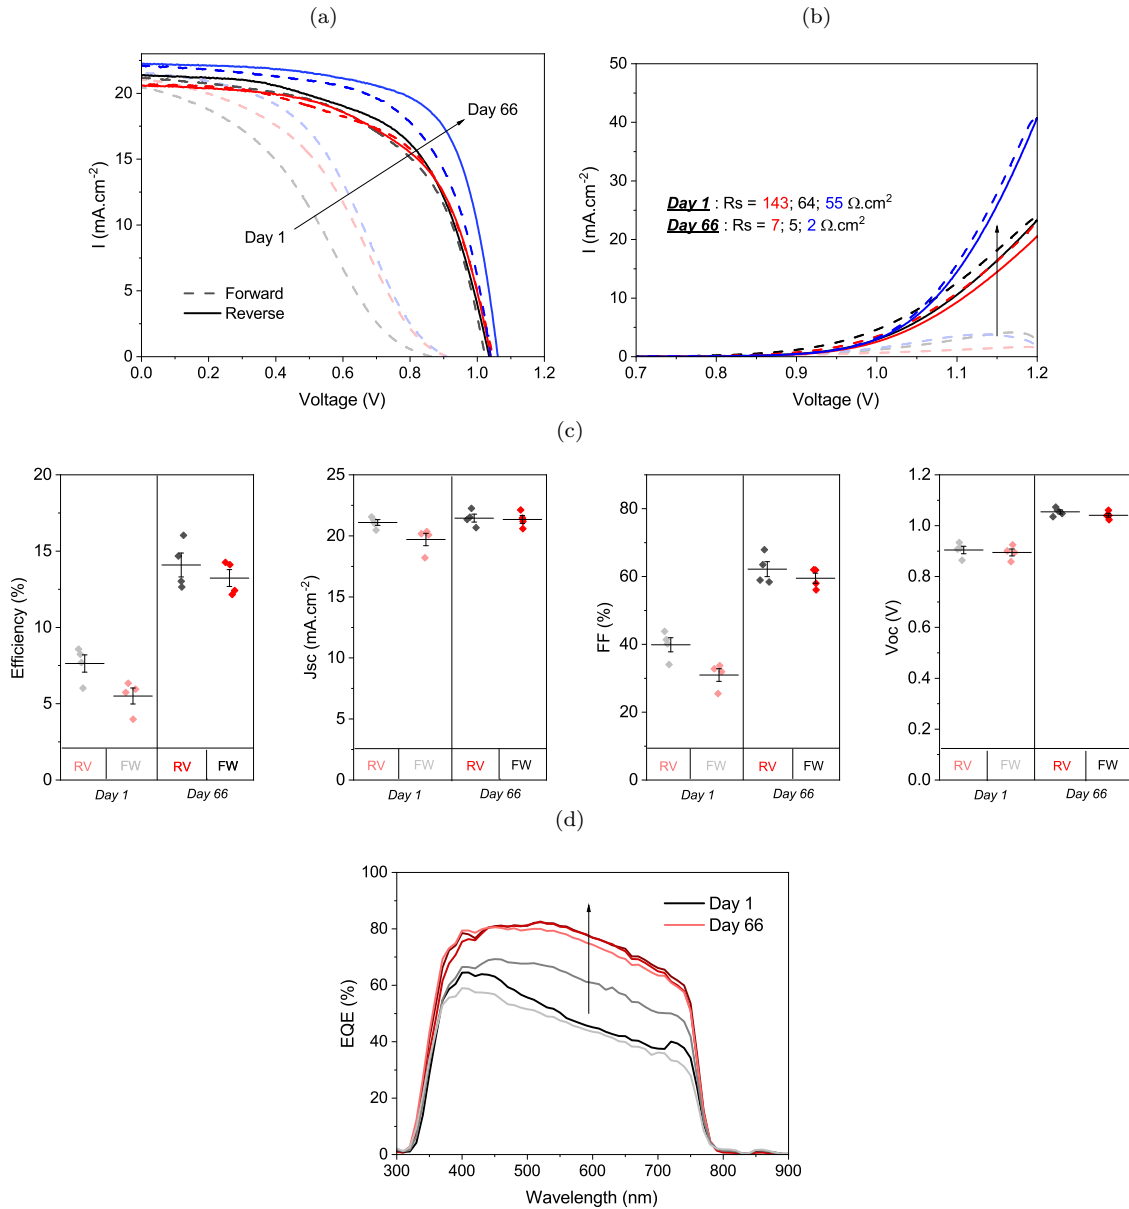 (a)
(b)
20
15
10
5
0
I (mA.cm-2)
Day 66
Day 1
Forward
Reverse
0.0
0.2
0.4
0.6
0.8
1.0
1.2
Voltage (V)
50
40
30
20
10
0
I (mA.cm-2)
Day 1 : Rs = 143; 64; 55 Ω.cm2
Day 66 : Rs = 7; 5; 2 Ω.cm2
0.7
0.8
0.9
1.0
1.1
1.2
Voltage (V)
(c)
20
15
10
5
0
Efficiency (%)
RV
FW
RV
FW
Day 1
Day 66
25
20
15
10
5
0
Jsc (mA.cm-2)
RV
FW
RV
FW
Day 1
Day 66
80
60
40
20
0
FF (%)
RV
FW
RV
FW
Day 1
Day 66
1.2
1.0
0.8
0.6
0.4
0.2
0.0
Voc (V)
RV
FW
RV
FW
Day 1
Day 66
(d)
100
80
60
40
20
0
EQE (%)
Day 1
Day 66
300
400
500
600
700
800
900
Wavelength (nm)